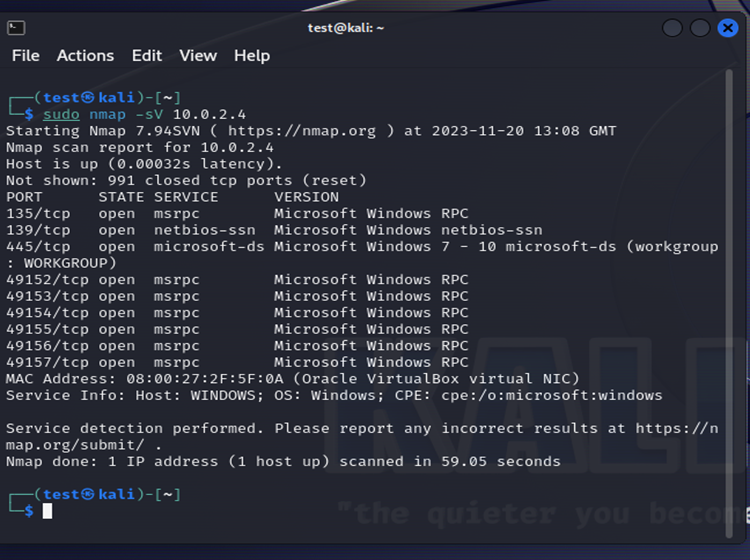 test@kali: ~
File Actions Edit View Help
┌──(test㉿kali)-[~]
└─$ sudo nmap -sV 10.0.2.4
Starting Nmap 7.94SVN ( https://nmap.org ) at 2023-11-20 13:08 GMT
Nmap scan report for 10.0.2.4
Host is up (0.00032s latency).
Not shown: 991 closed tcp ports (reset)
PORT      STATE SERVICE      VERSION
135/tcp   open  msrpc        Microsoft Windows RPC
139/tcp   open  netbios-ssn  Microsoft Windows netbios-ssn
445/tcp   open  microsoft-ds Microsoft Windows 7 - 10 microsoft-ds (workgroup
: WORKGROUP)
49152/tcp open  msrpc        Microsoft Windows RPC
49153/tcp open  msrpc        Microsoft Windows RPC
49154/tcp open  msrpc        Microsoft Windows RPC
49155/tcp open  msrpc        Microsoft Windows RPC
49156/tcp open  msrpc        Microsoft Windows RPC
49157/tcp open  msrpc        Microsoft Windows RPC
MAC Address: 08:00:27:2F:5F:0A (Oracle VirtualBox virtual NIC)
Service Info: Host: WINDOWS; OS: Windows; CPE: cpe:/o:microsoft:windows
Service detection performed. Please report any incorrect results at https://n
map.org/submit/ .
Nmap done: 1 IP address (1 host up) scanned in 59.05 seconds
┌──(test㉿kali)-[~]
└─$
KALI
"the quieter you becom